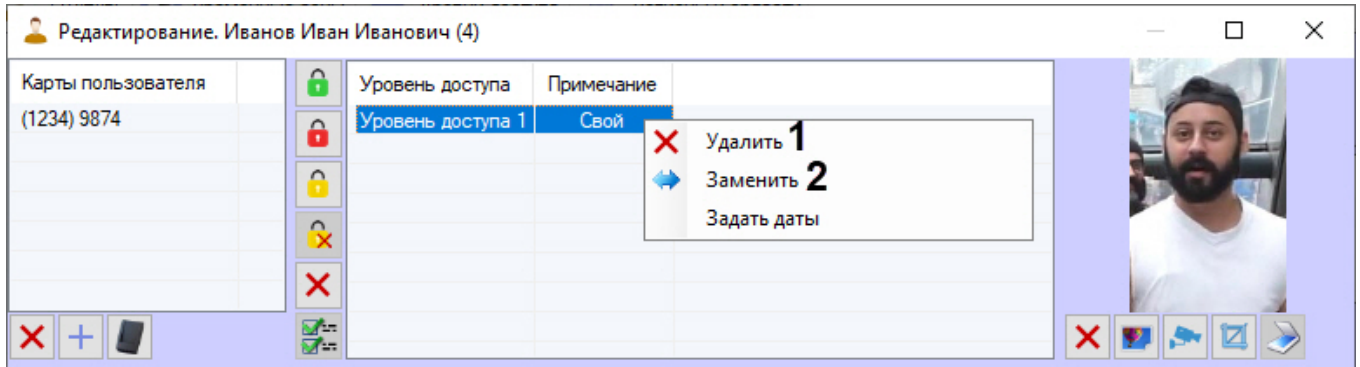 Редактирование. Иванов Иван Иванович (4)
Карты пользователя
(1234) 9874
Уровень доступа Примечание
Уровень доступа 1 Свой
Удалить 1
Заменить 2
Задать даты